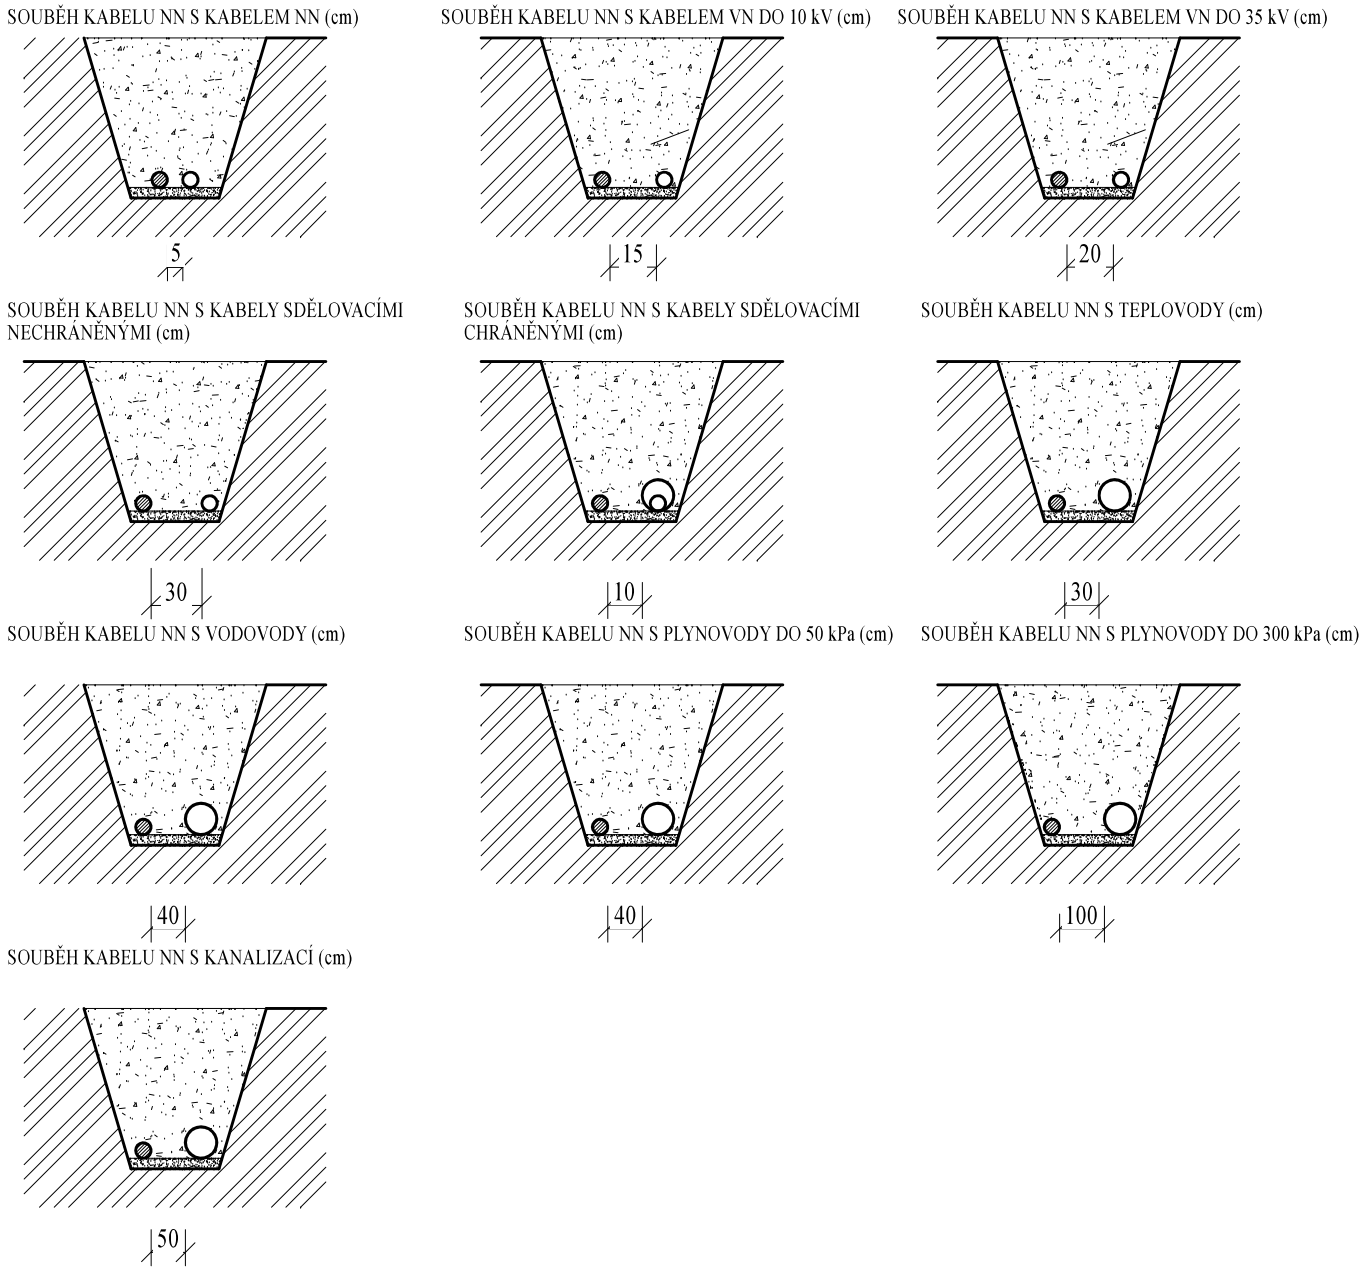 SOUBĚH KABELU NN S KABELEM NN (cm)
SOUBĚH KABELU NN S KABELEM VN DO 10 kV (cm)
SOUBĚH KABELU NN S KABELEM VN DO 35 kV (cm)
5
15
20
SOUBĚH KABELU NN S KABELY SDĚLOVACÍMI
NECHRÁNĚNÝMI (cm)
SOUBĚH KABELU NN S KABELY SDĚLOVACÍMI
CHRÁNĚNÝMI (cm)
SOUBĚH KABELU NN S TEPLOVODY (cm)
30
10
30
SOUBĚH KABELU NN S VODOVODY (cm)
SOUBĚH KABELU NN S PLYNOVODY DO 50 kPa (cm)
SOUBĚH KABELU NN S PLYNOVODY DO 300 kPa (cm)
40
40
100
SOUBĚH KABELU NN S KANALIZACÍ (cm)
50